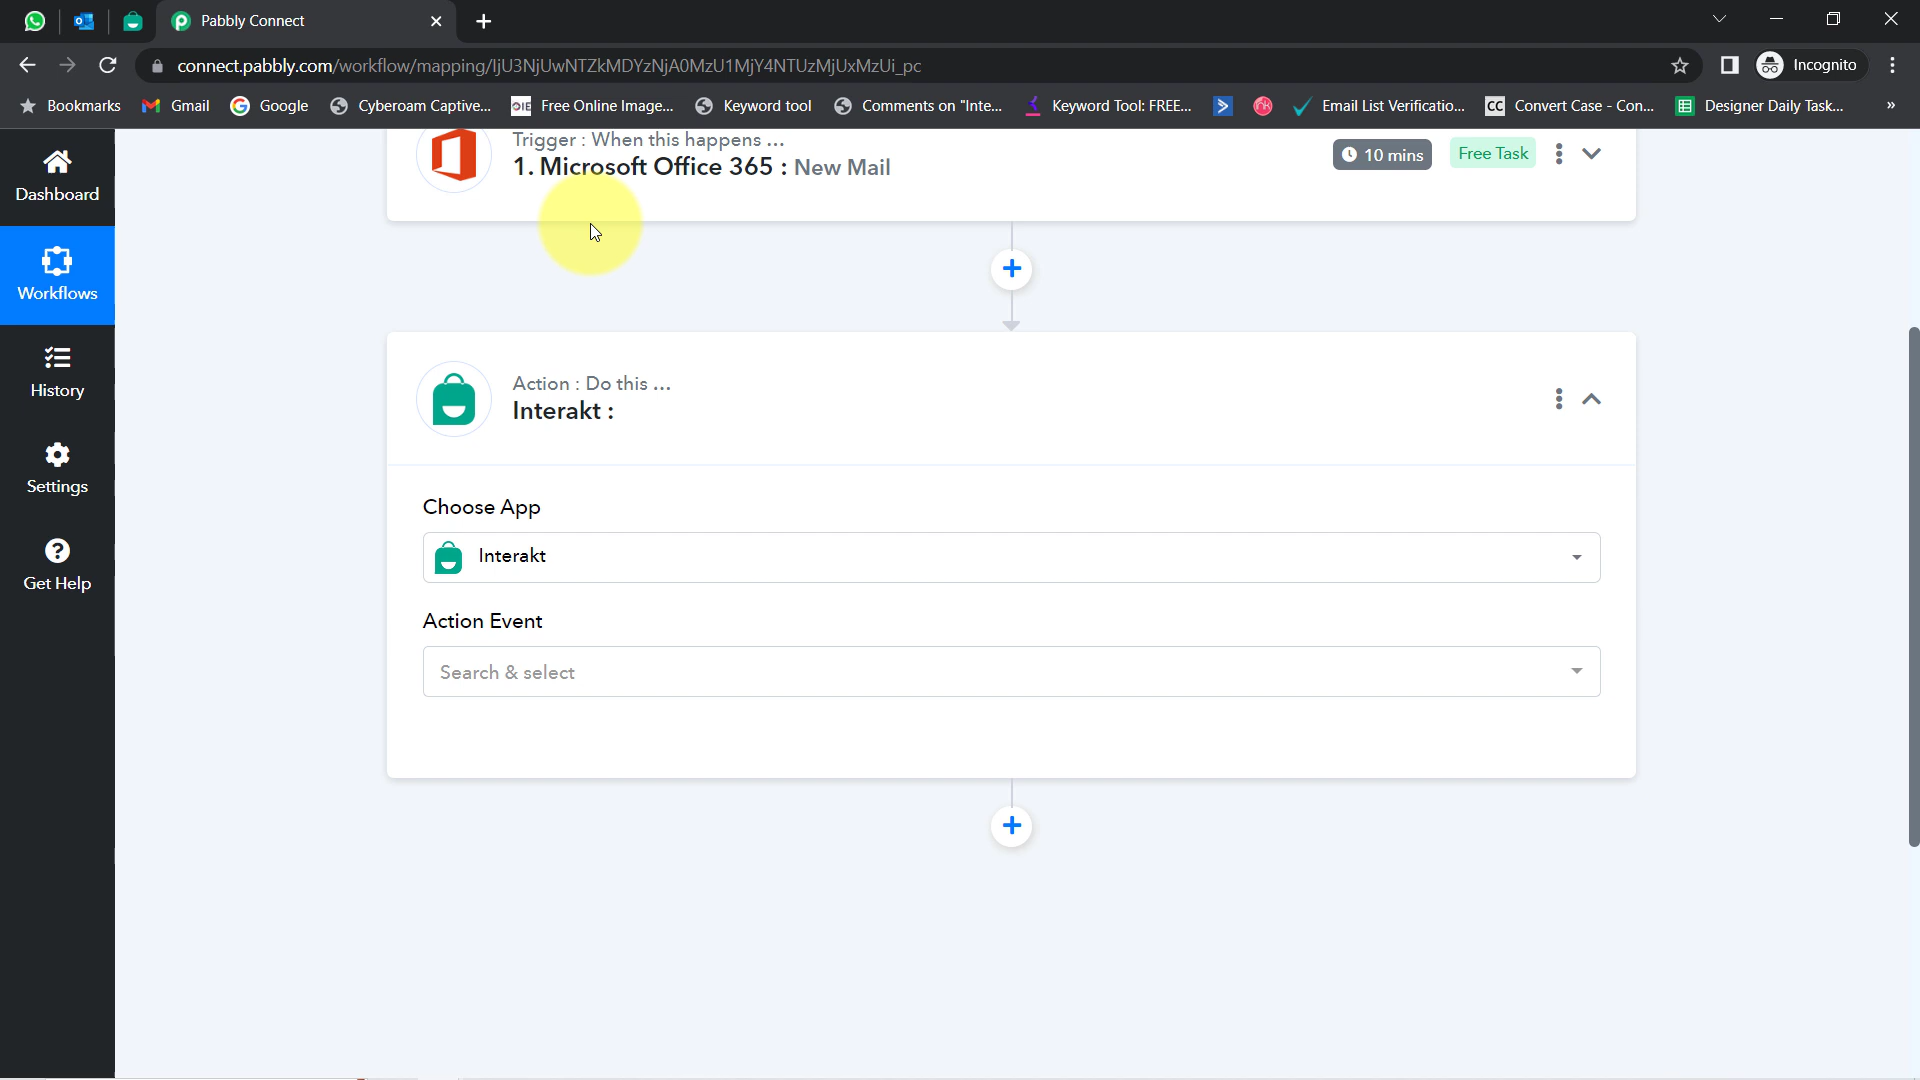 Pabbly Connect
connect.pabbly.com/workflow/mapping/IjU3NjUwNTZkMDYzNjA0MzU1MjY4NTUzMjUxMzUi_pc
Incognito
Bookmarks
Gmail
Google
Cyberoam Captive...
OIE
Free Online Image...
Keyword tool
Comments on "Inte...
Keyword Tool: FREE...
Email List Verificatio...
CC
Convert Case - Con...
Designer Daily Task...
»
Dashboard
Workflows
History
Settings
Get Help
Trigger : When this happens ...
1. Microsoft Office 365 : New Mail
10 mins
Free Task
Action : Do this ...
Interakt :
Choose App
Interakt
Action Event
Search & select